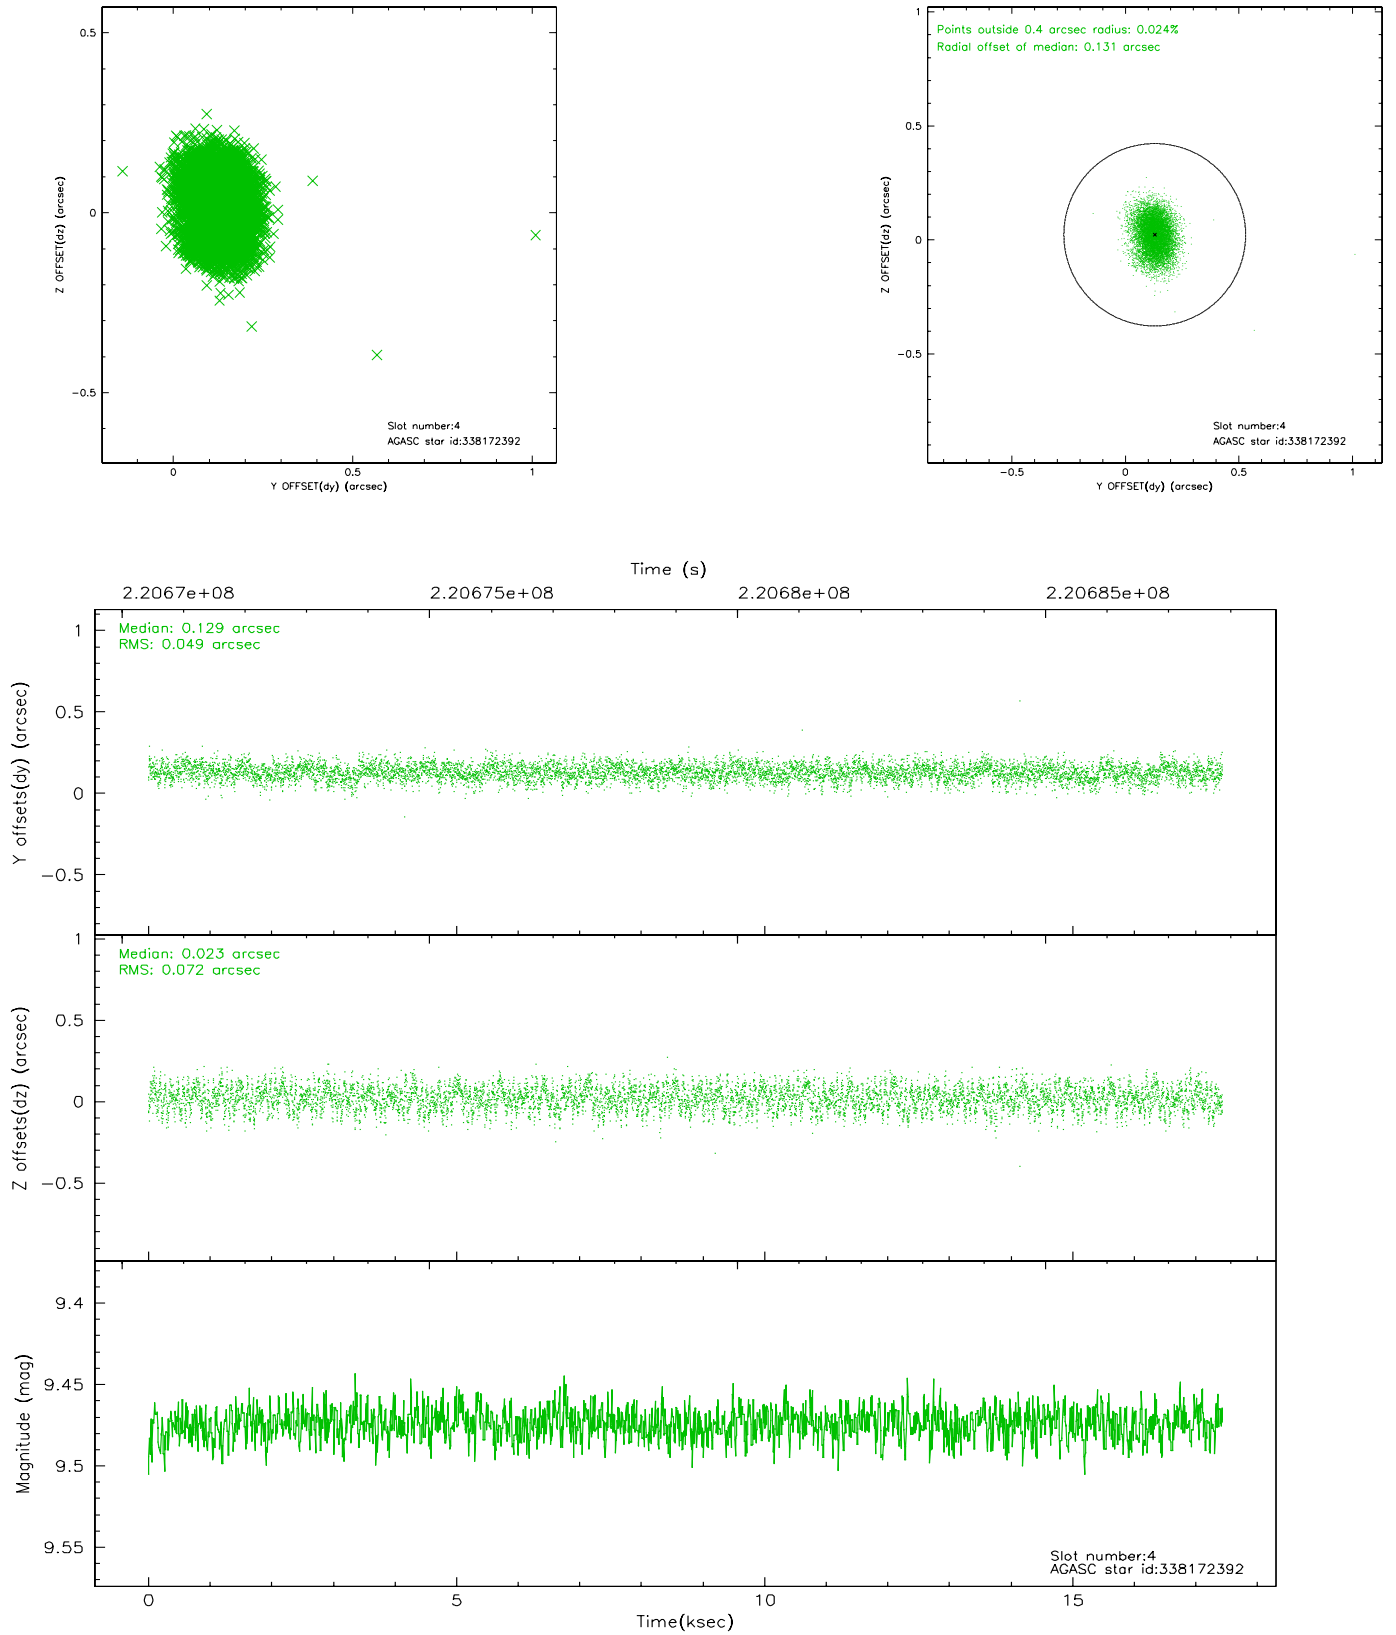 0.5
0
−0.5
Z OFFSET(dz) (arcsec)
Slot number:4
AGASC star id:338172392
0
0.5
1
Y OFFSET(dy) (arcsec)
1
0.5
0
−0.5
Z OFFSET(dz) (arcsec)
Points outside 0.4 arcsec radius: 0.024%
Radial offset of median: 0.131 arcsec
Slot number:4
AGASC star id:338172392
−0.5
0
0.5
1
Y OFFSET(dy) (arcsec)
Time (s)
2.2067e+08
2.20675e+08
2.2068e+08
2.20685e+08
Median: 0.129 arcsec
RMS: 0.049 arcsec
1
0.5
0
−0.5
Y offsets(dy) (arcsec)
Median: 0.023 arcsec
RMS: 0.072 arcsec
1
0.5
0
−0.5
Z offsets(dz) (arcsec)
9.4
9.45
9.5
9.55
Magnitude (mag)
Slot number:4
AGASC star id:338172392
0
5
10
15
Time(ksec)